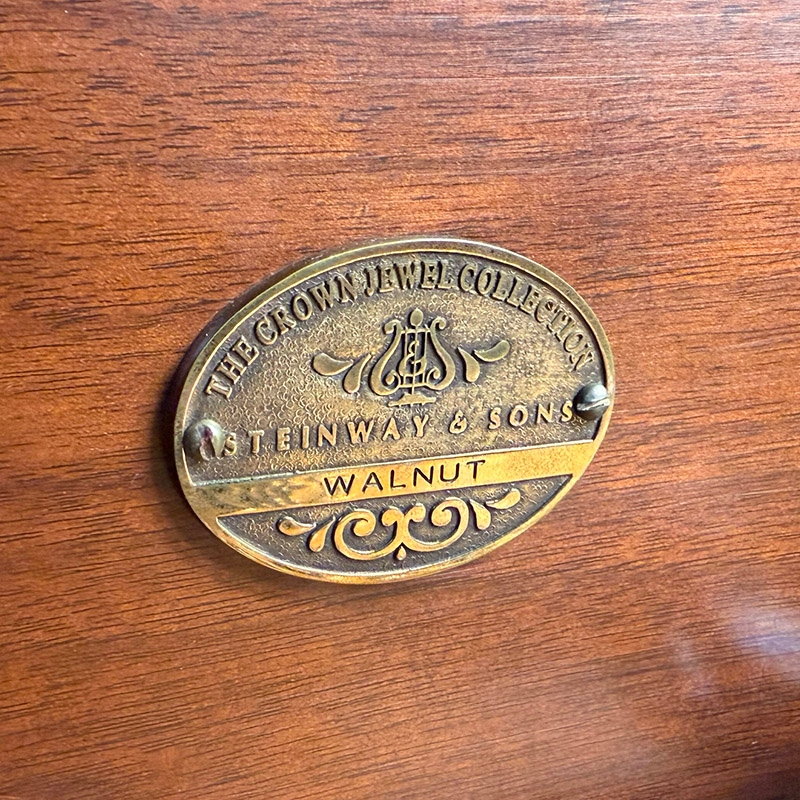 THE CROWN JEWEL COLLECTION
STEINWAY & SONS
WALNUT